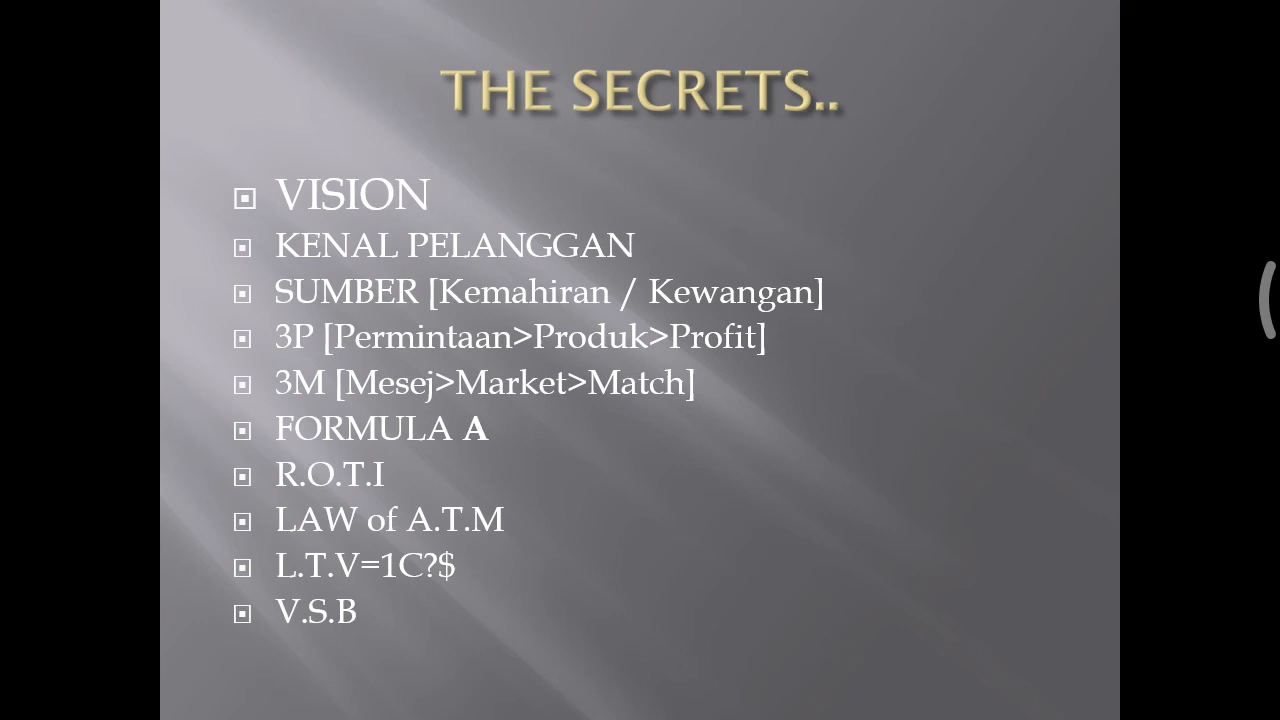 THE SECRETS..
VISION
KENAL PELANGGAN
SUMBER [Kemahiran / Kewangan]
3P [Permintaan>Produk>Profit]
3M [Mesej>Market>Match]
FORMULA A
R.O.T.I
LAW of A.T.M
L.T.V=1C?$
V.S.B